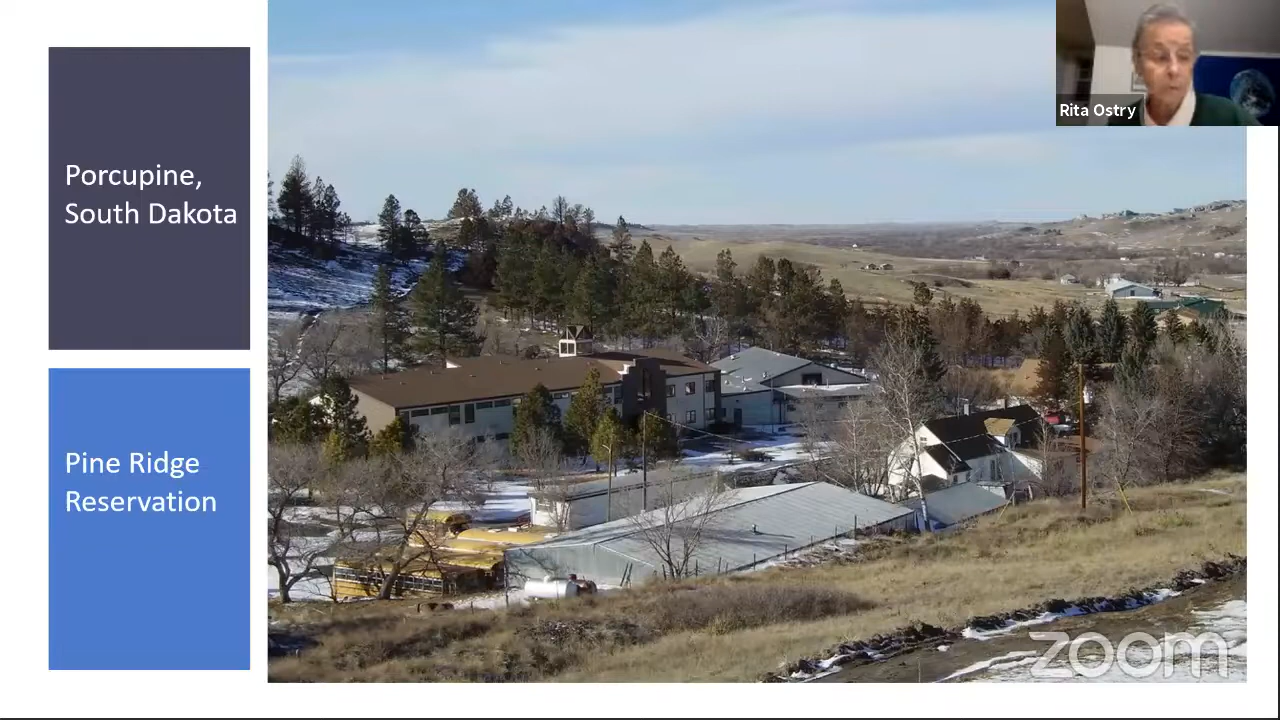 Porcupine,
South Dakota
Pine Ridge
Reservation
Rita Ostry
zoom